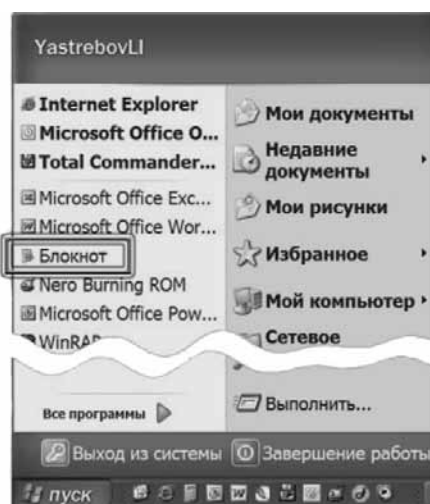 YastrebovLI
Internet Explorer
Microsoft Office O...
Total Commander...
Microsoft Office Exc...
Microsoft Office Wor...
Блокнот
Nero Burning ROM
Microsoft Office Pow...
WinRAR
Все программы
Мои документы
Недавние
документы
Мои рисунки
Избранное
Мой компьютер
Сетевое
Выполнить...
Выход из системы
Завершение работы
пуск